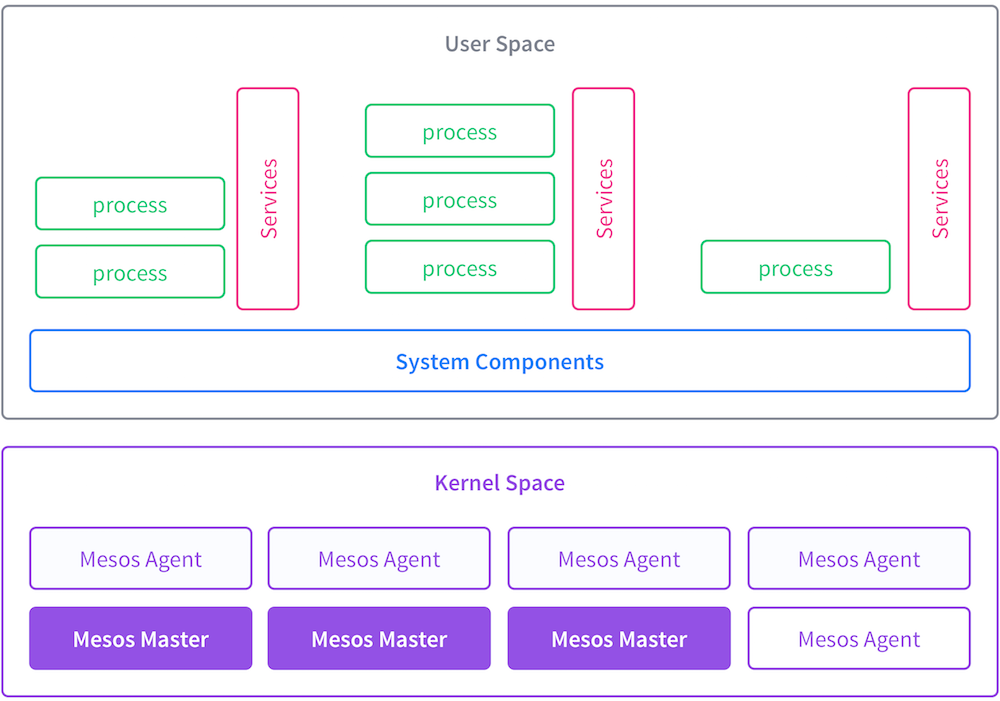 User Space
process
process
Services
process
process
process
Services
process
Services
System Components
Kernel Space
Mesos Agent
Mesos Agent
Mesos Agent
Mesos Agent
Mesos Master
Mesos Master
Mesos Master
Mesos Agent